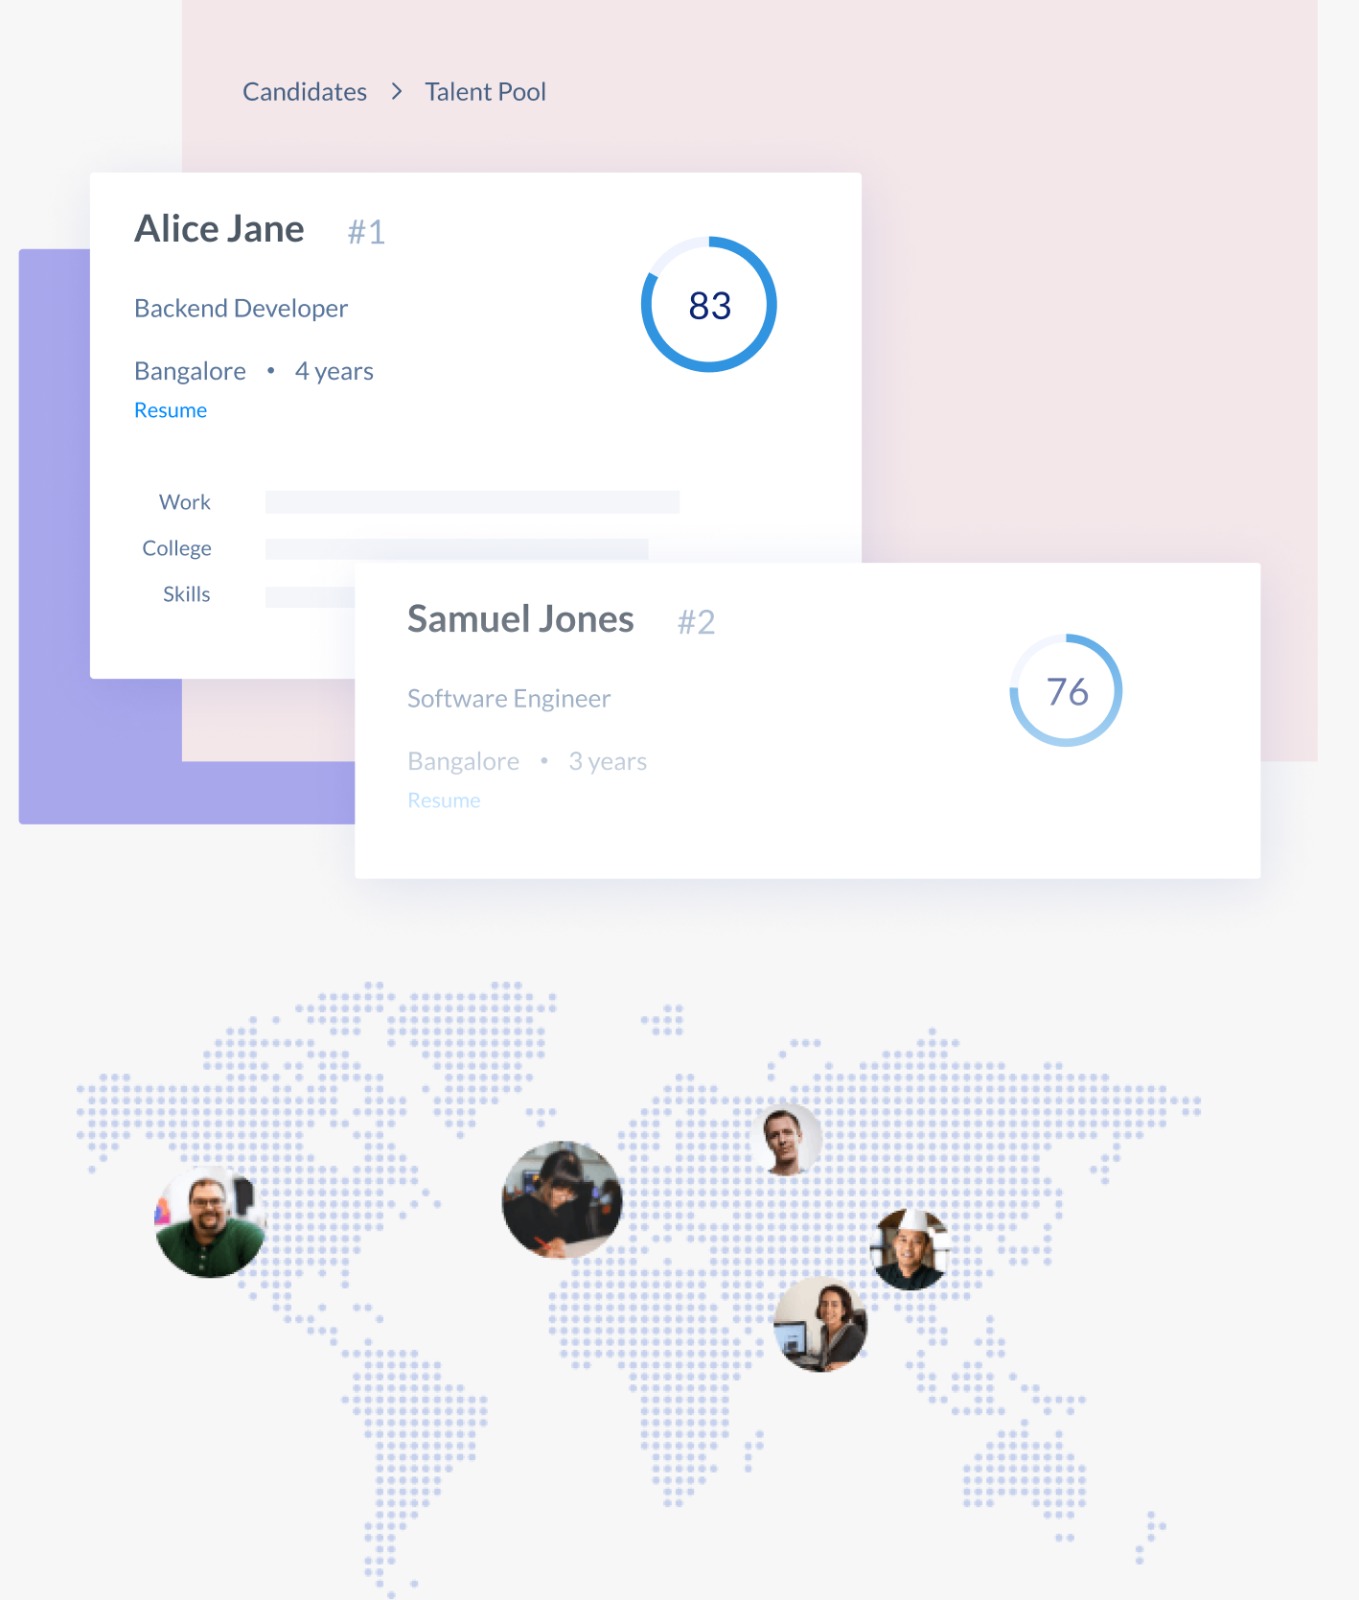 Candidates > Talent Pool
Alice Jane #1
83
Backend Developer
Bangalore • 4 years
Resume
Work
College
Skills
Samuel Jones #2
76
Software Engineer
Bangalore • 3 years
Resume